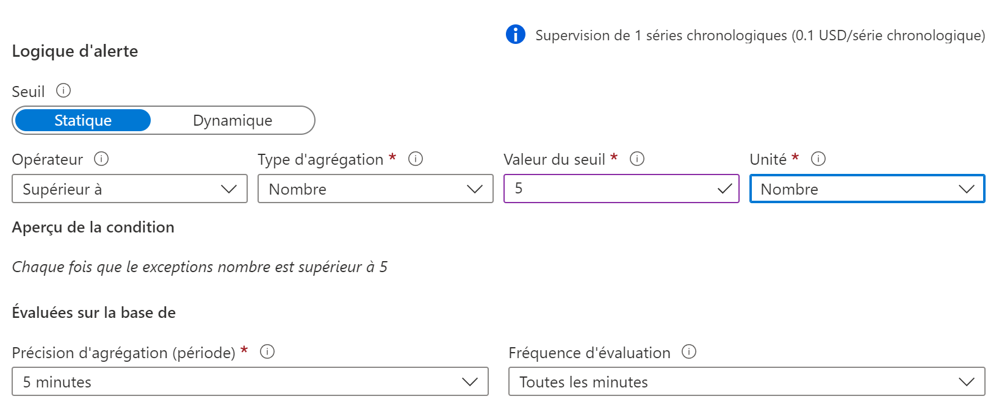 Supervision de 1 séries chronologiques (0.1 USD/série chronologique)
Logique d'alerte
Seuil
Statique Dynamique
Opérateur Type d'agrégation * Valeur du seuil * Unité *
Supérieur à Nombre 5 Nombre
Aperçu de la condition
Chaque fois que le exceptions nombre est supérieur à 5
Évaluées sur la base de
Précision d'agrégation (période) * Fréquence d'évaluation
5 minutes Toutes les minutes